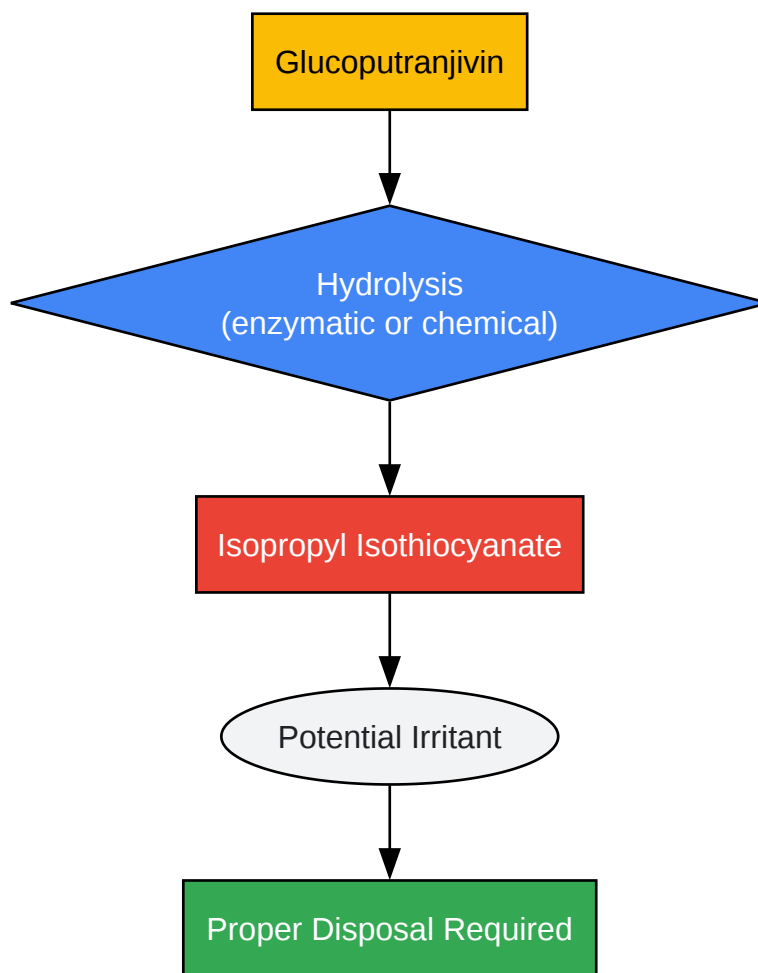 Glucoputranjivin
Hydrolysis
(enzymatic or chemical)
Isopropyl Isothiocyanate
Potential Irritant
Proper Disposal Required